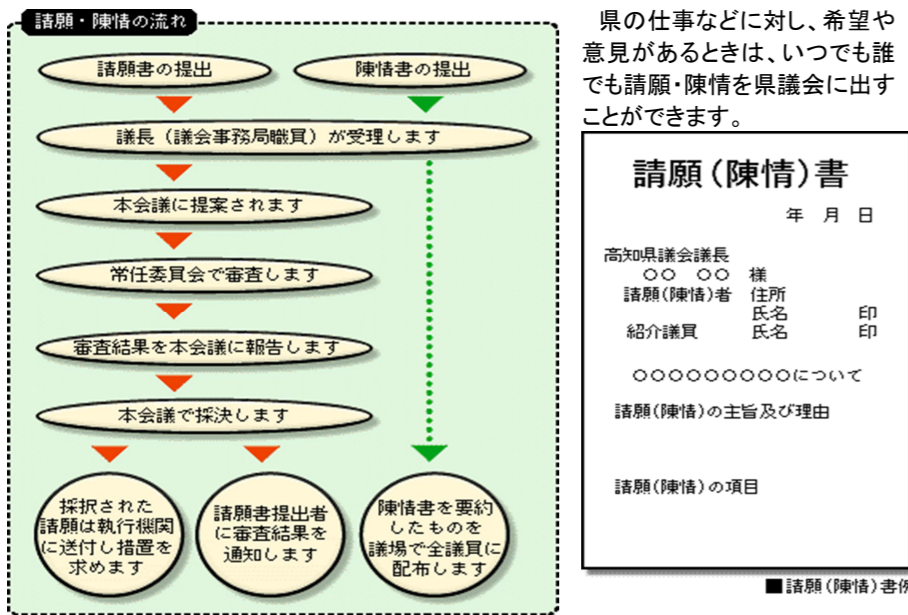 請願・陳情の流れ
請願書の提出
陳情書の提出
議長（議会事務局職員）が受理します
本会議に提案されます
常任委員会で審査します
審査結果を本会議に報告します
本会議で採決します
採択された
請願は執行機関
に送付し措置を
求めます
請願書提出者
に審査結果を
通知します
陳情書を要約
したものを
議場で全議員に
配布します
県の仕事などに対し、希望や
意見があるときは、いつでも誰
でも請願・陳情を県議会に出す
ことができます。
請願（陳情）書
年 月 日
高知県議会議長
○○ ○○ 様
請願(陳情)者 住所
氏名 印
紹介議員 氏名 印
○○○○○○○○○について
請願(陳情)の主旨及び理由
請願(陳情)の項目
■請願(陳情)書例